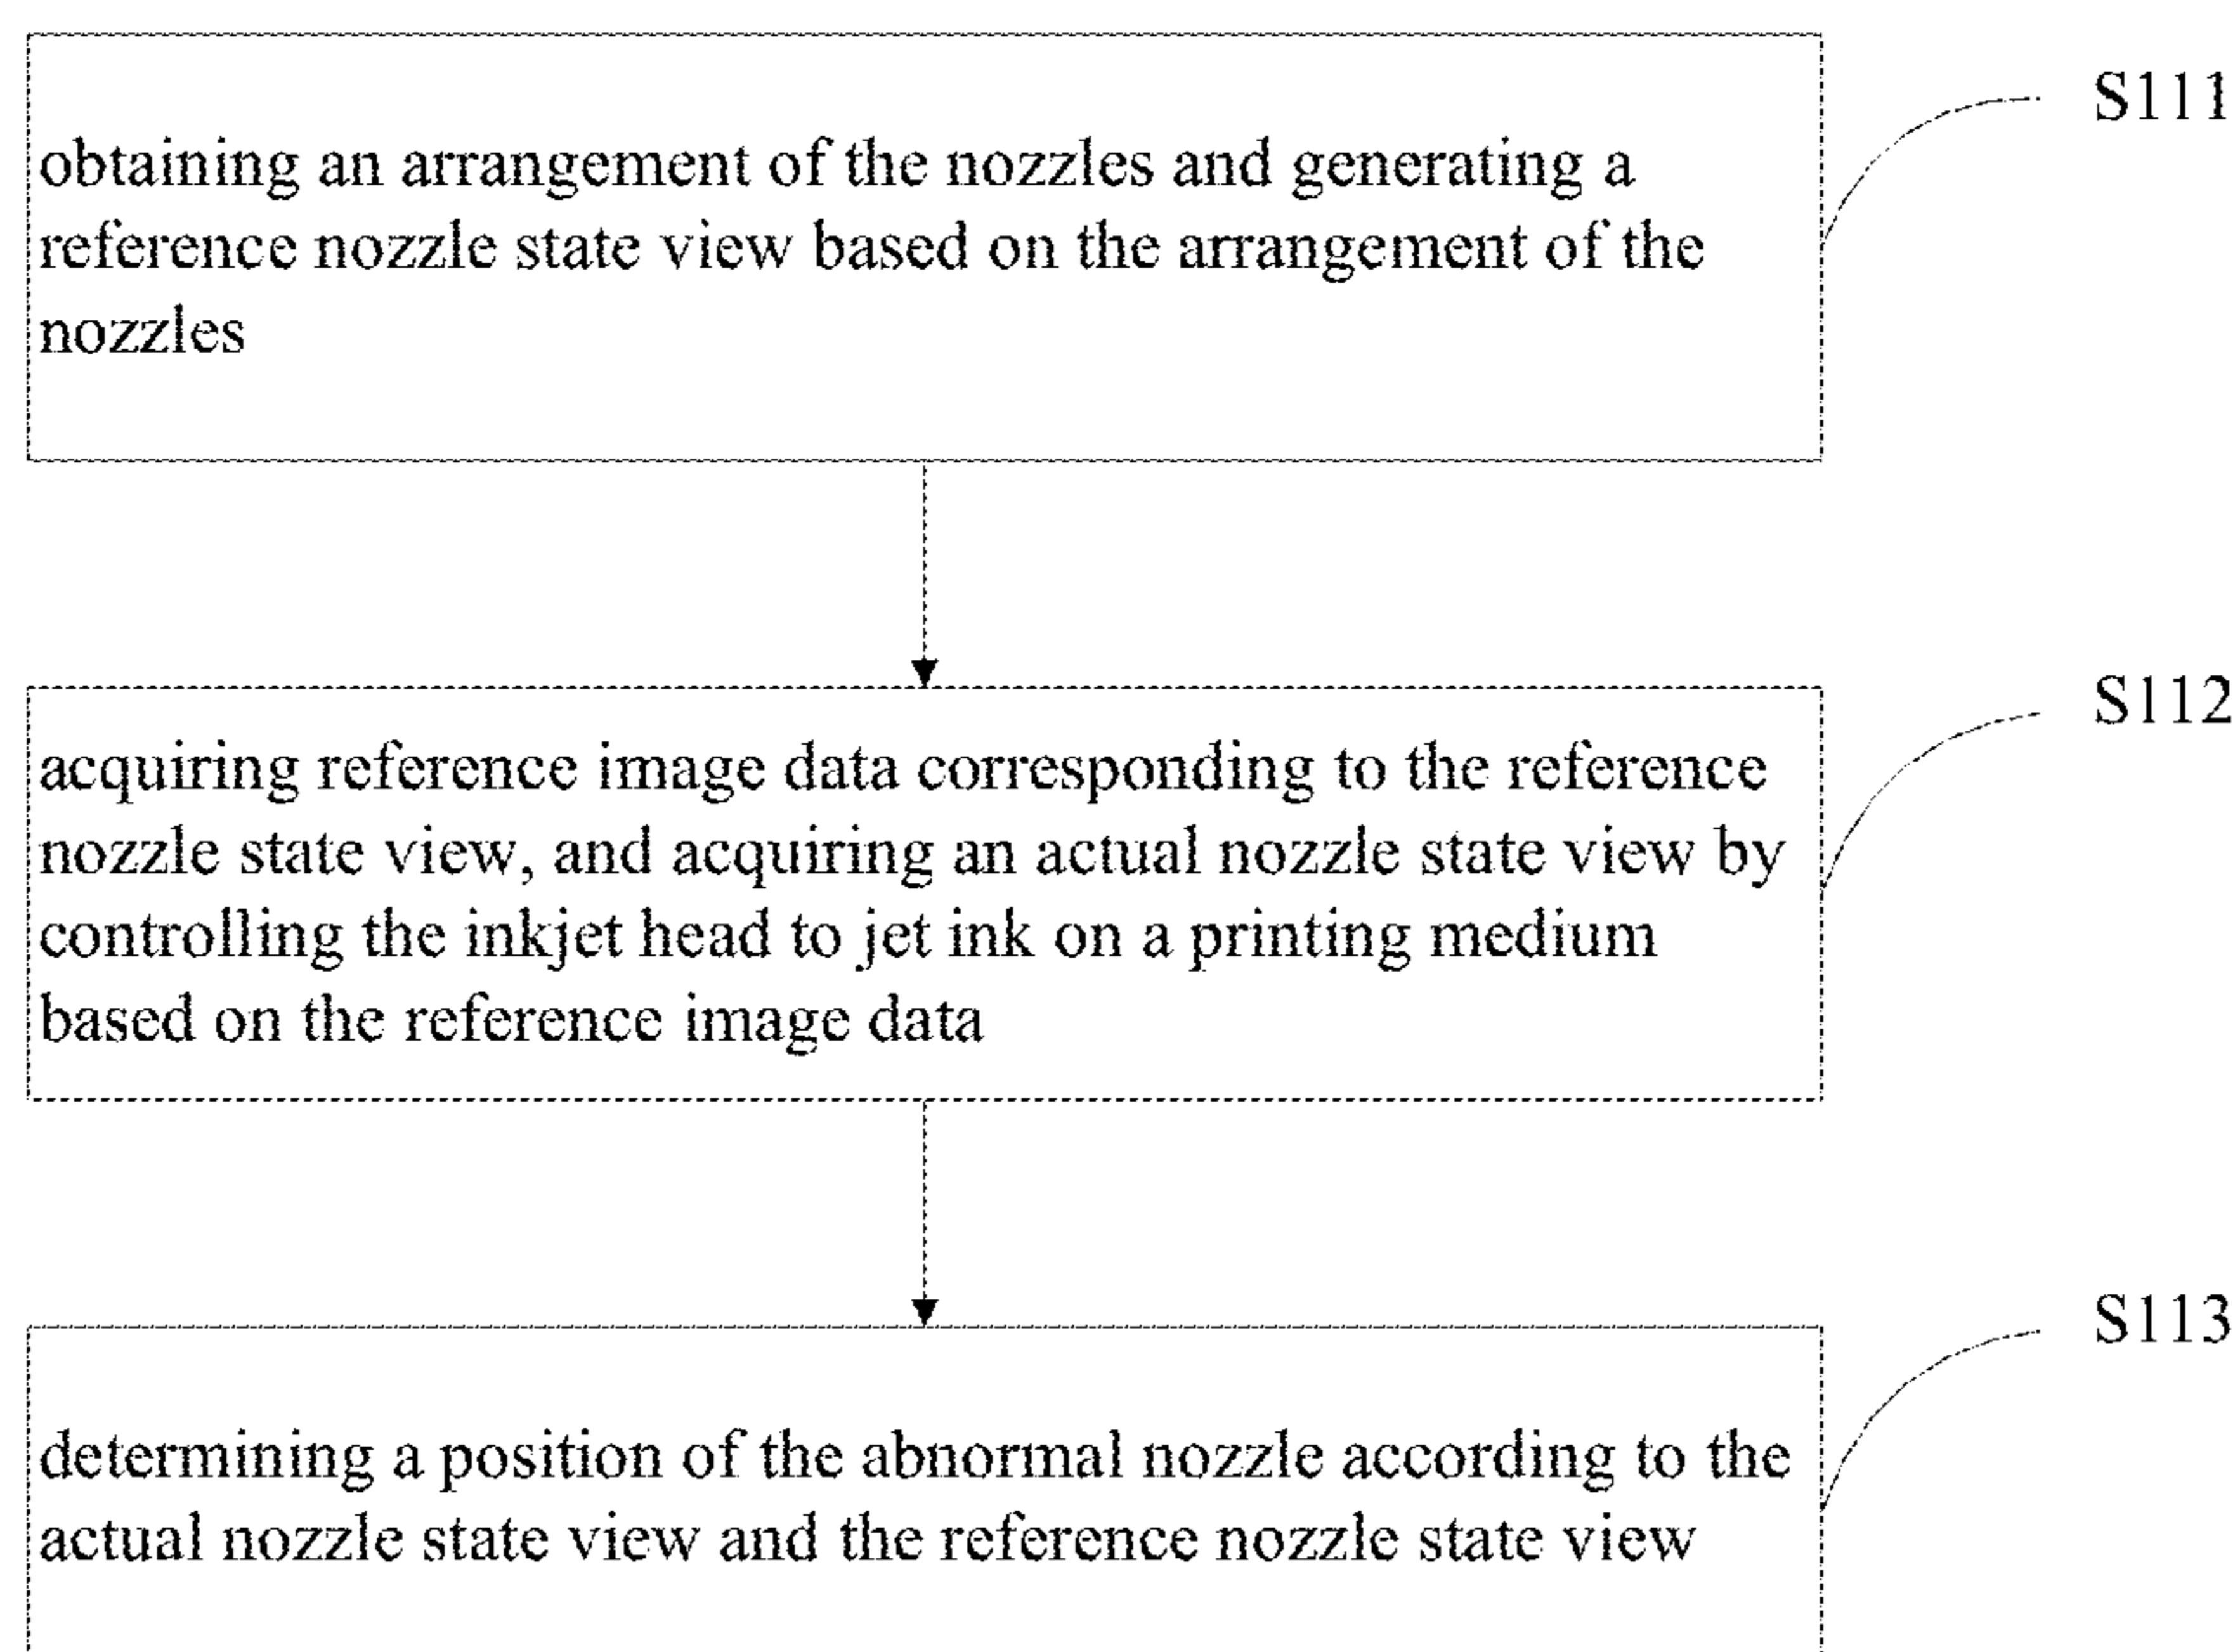 S111
obtaining an arrangement of the nozzles and generating a
reference nozzle state view based on the arrangement of the
nozzles
S112
acquiring reference image data corresponding to the reference
nozzle state view, and acquiring an actual nozzle state view by
controlling the inkjet head to jet ink on a printing medium
based on the reference image data
S113
determining a position of the abnormal nozzle according to the
actual nozzle state view and the reference nozzle state view